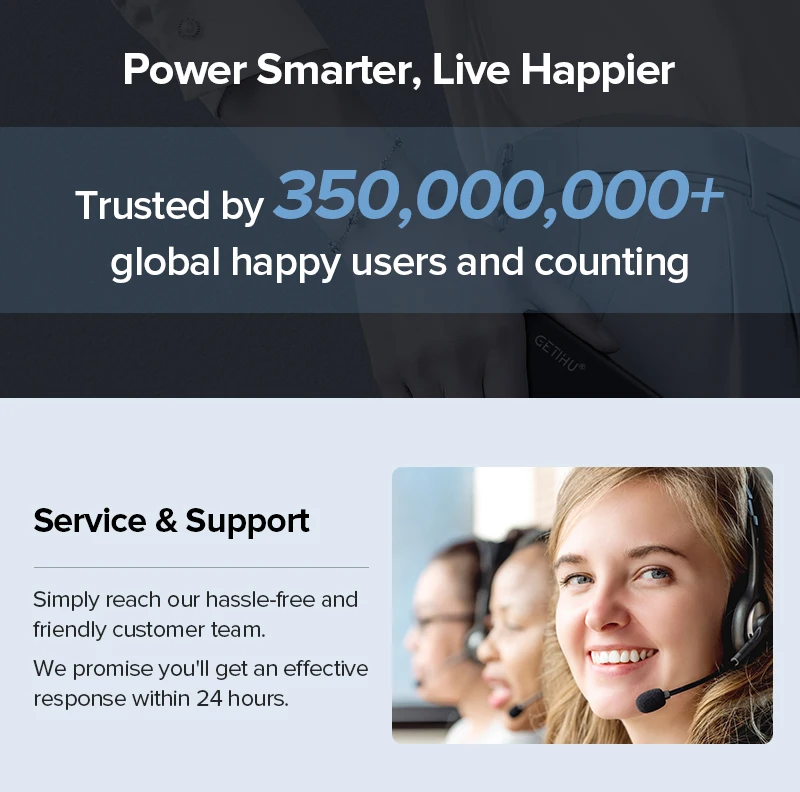 Power Smarter, Live Happier
Trusted by 350,000,000+
global happy users and counting
GETIHU®
Service & Support
Simply reach our hassle-free and
friendly customer team.
We promise you'll get an effective
response within 24 hours.